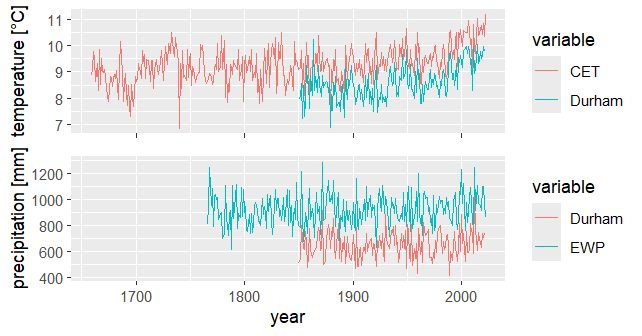 temperature [°C]
11
10
9
8
7
variable
CET
Durham
precipitation [mm]
1200
1000
800
600
400
variable
Durham
EWP
1700 1800 1900 2000
year